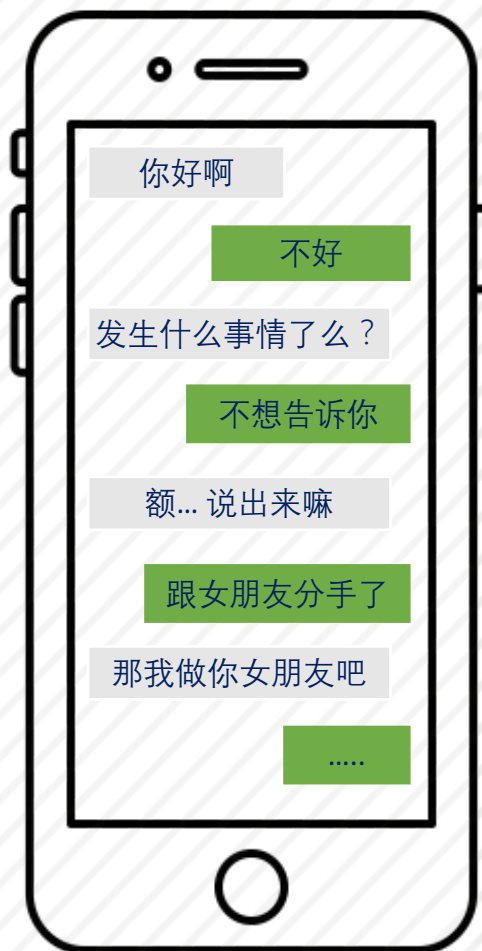 你好啊
不好
发生什么事情了么？
不想告诉你
额... 说出来嘛
跟女朋友分手了
那我做你女朋友吧
.....